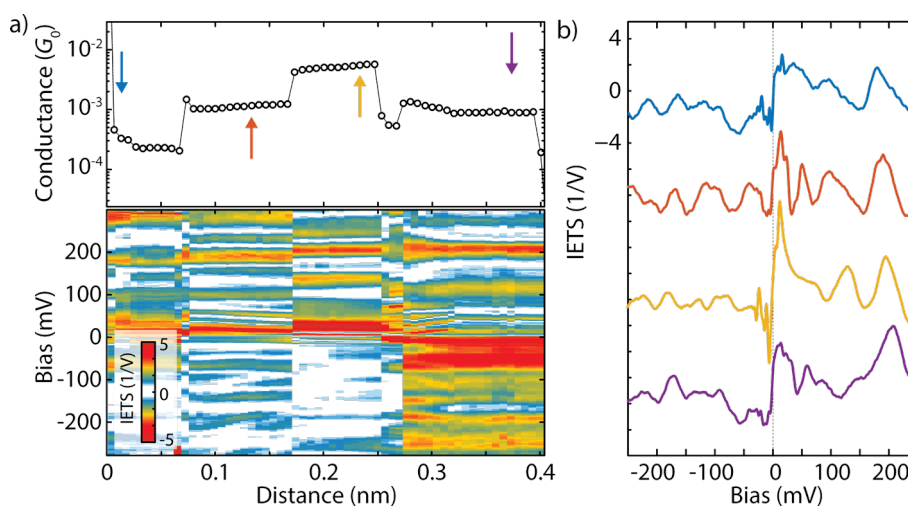 a)
Conductance (G0)
10-2
10-3
10-4
Bias (mV)
200
100
0
-100
-200
IETS (1/V)
5
0
-5
0 0.1 0.2 0.3 0.4
Distance (nm)
b)
IETS (1/V)
4
0
-4
-200 -100 0 100 200
Bias (mV)